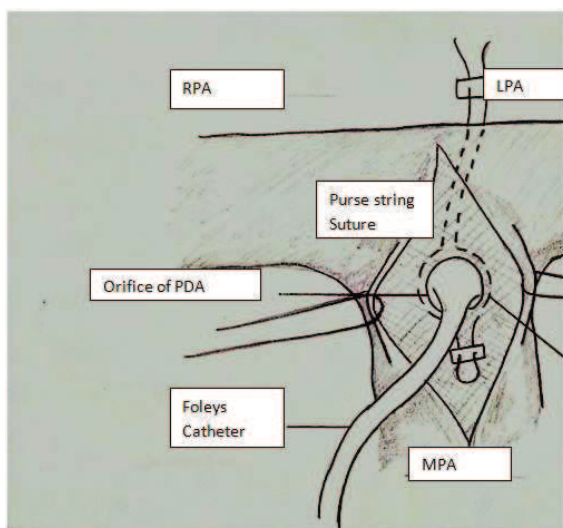 RPA
LPA
Purse string
Suture
Orifice of PDA
Foleys
Catheter
MPA